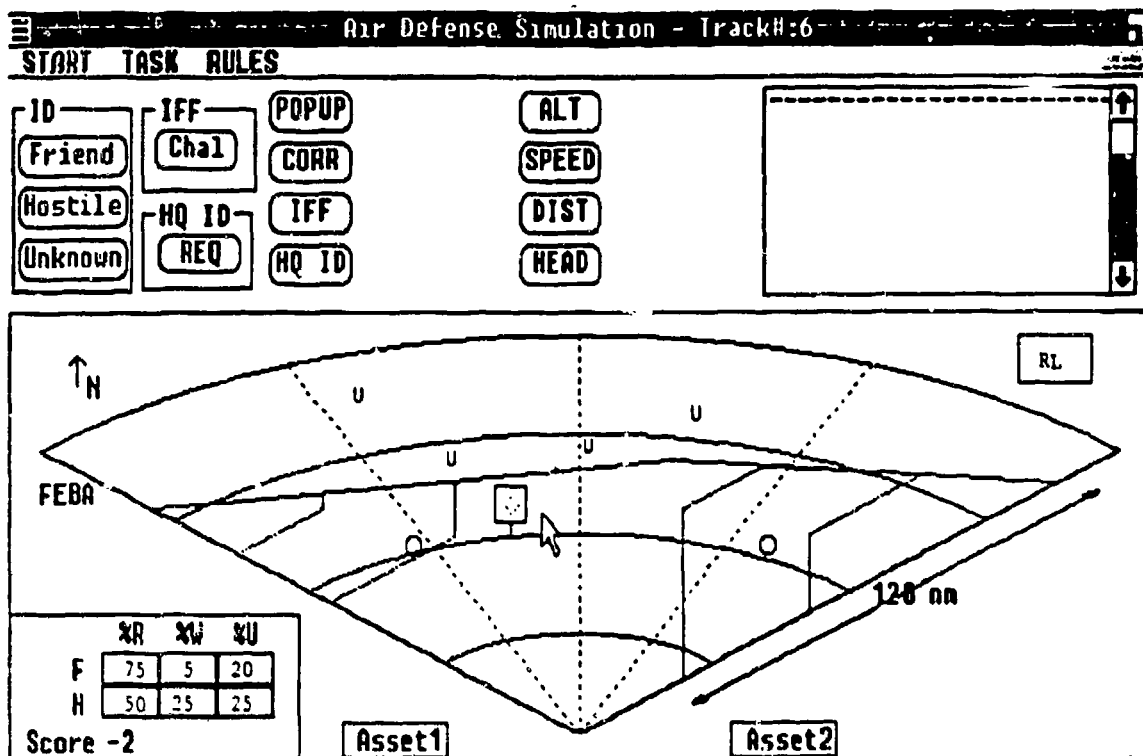 Air Defense Simulation - Track#:6
START TASK RULES
ID
Friend
Hostile
Unknown
IFF
Chal
HQ ID
REQ
POPUP
CORR
IFF
HQ ID
ALT
SPEED
DIST
HEAD
N
RL
U
U
U
U
FEBA
128 nm
%R %W %U
F 75 5 20
H 50 25 25
Score -2
Asset1
Asset2